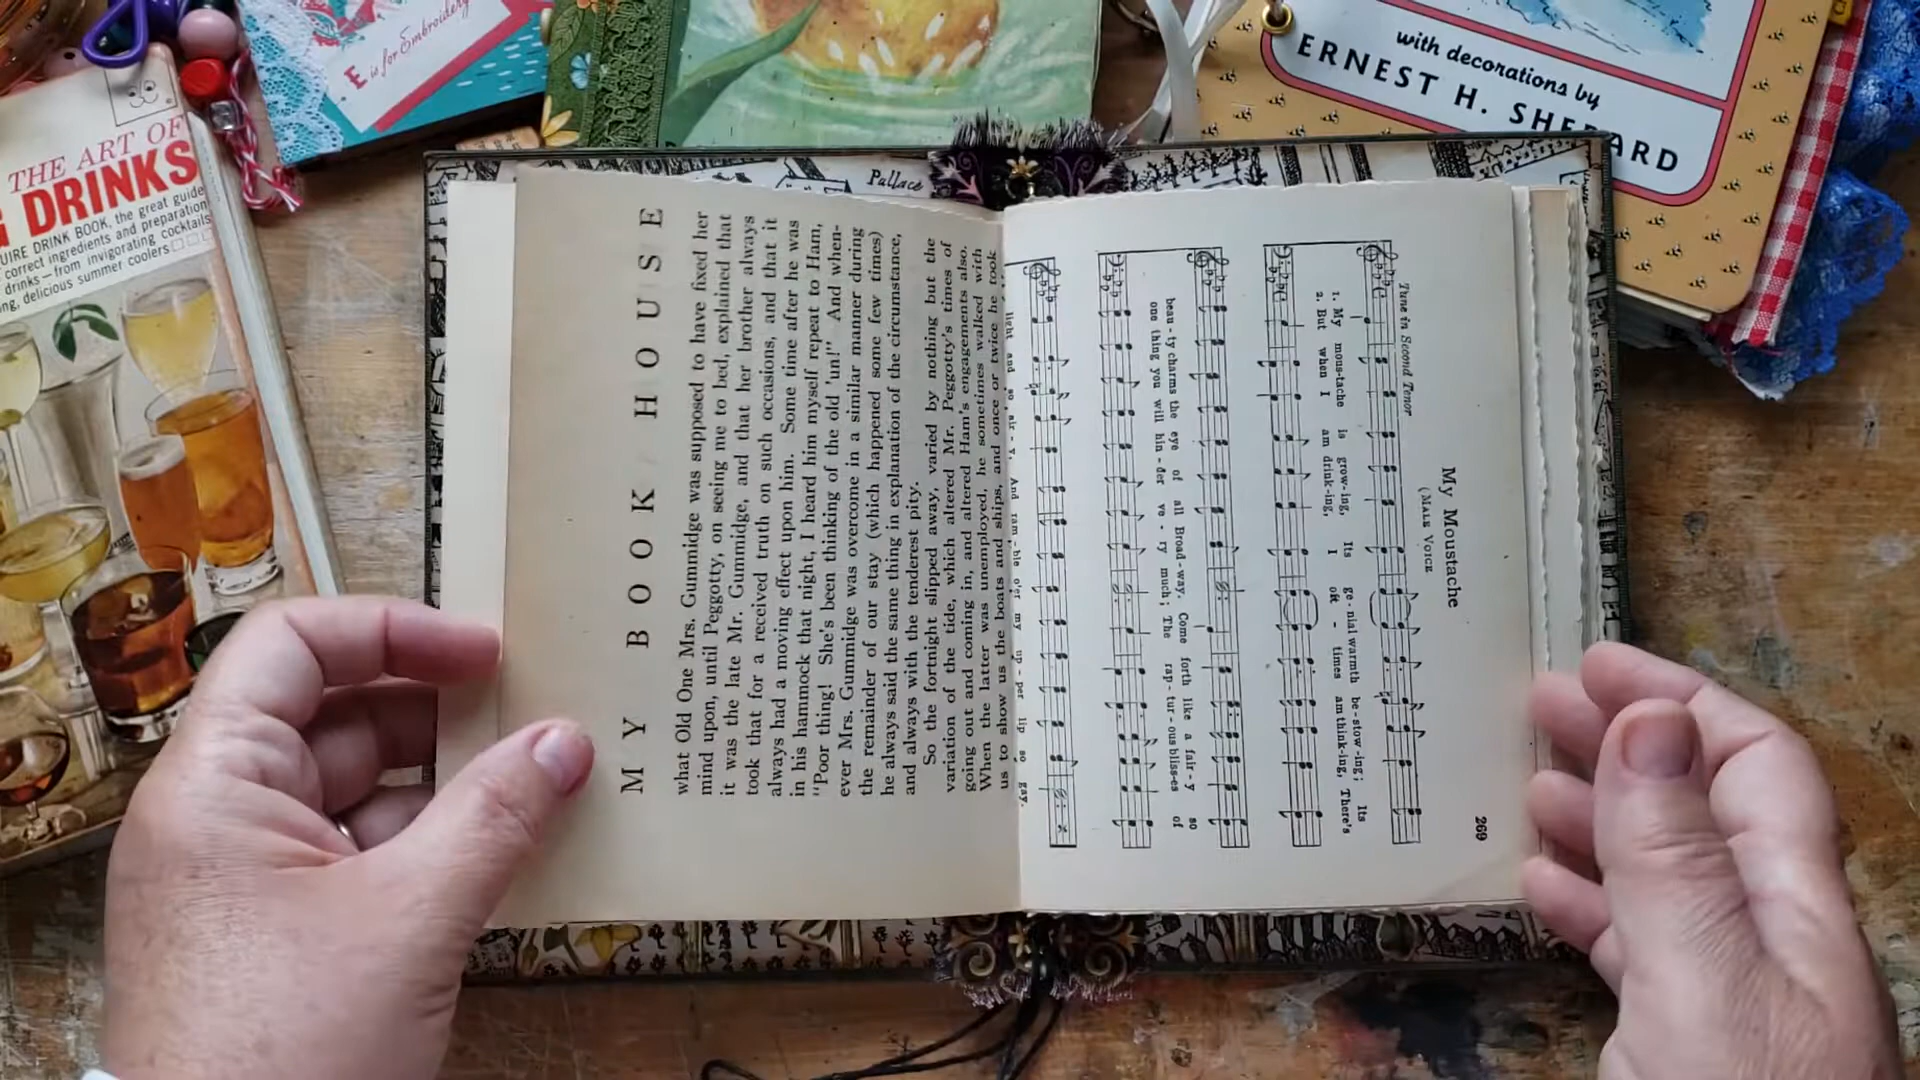 THE ART OF
G DRINKS
UIRE DRINK BOOK, the great guide
correct ingredients and preparation
drinks—from invigorating cocktails
ng, delicious summer coolers
E is for Embroidery
with decorations by
ERNEST H. SHEPARD
Pallace
MY BOOK HOUSE
what Old One Mrs. Gummidge was supposed to have fixed her
mind upon, until Peggotty, on seeing me to bed, explained that
it was the late Mr. Gummidge, and that her brother always
took that for a received truth on such occasions, and that it
always had a moving effect upon him. Some time after he was
in his hammock that night, I heard him myself repeat to Ham,
"Poor thing! She's been thinking of the old 'un!" And when-
ever Mrs. Gummidge was overcome in a similar manner during
the remainder of our stay (which happened some few times)
he always said the same thing in explanation of the circumstance,
and always with the tenderest pity.
So the fortnight slipped away, varied by nothing but the
variation of the tide, which altered Mr. Peggotty's times of
going out and coming in, and altered Ham's engagements also.
When the latter was unemployed, he sometimes walked with
us to show us the boats and ships, and once or twice he took
269
My Moustache
(MALE VOICE
Tune in Second Tenor
1. My mous-tache is grow-ing, Its ge-nial warmth be-stow-ing; Its
2. But when I am drink-ing, I oft - times am think-ing, There's
beau - ty charms the eye of all Broad-way. Come forth like a fair - y so
one thing you will hin - der ve - ry much; The rap - tur - ous bliss-es of
light and so air - y, And ram - ble o'er my up - per lip so gay.